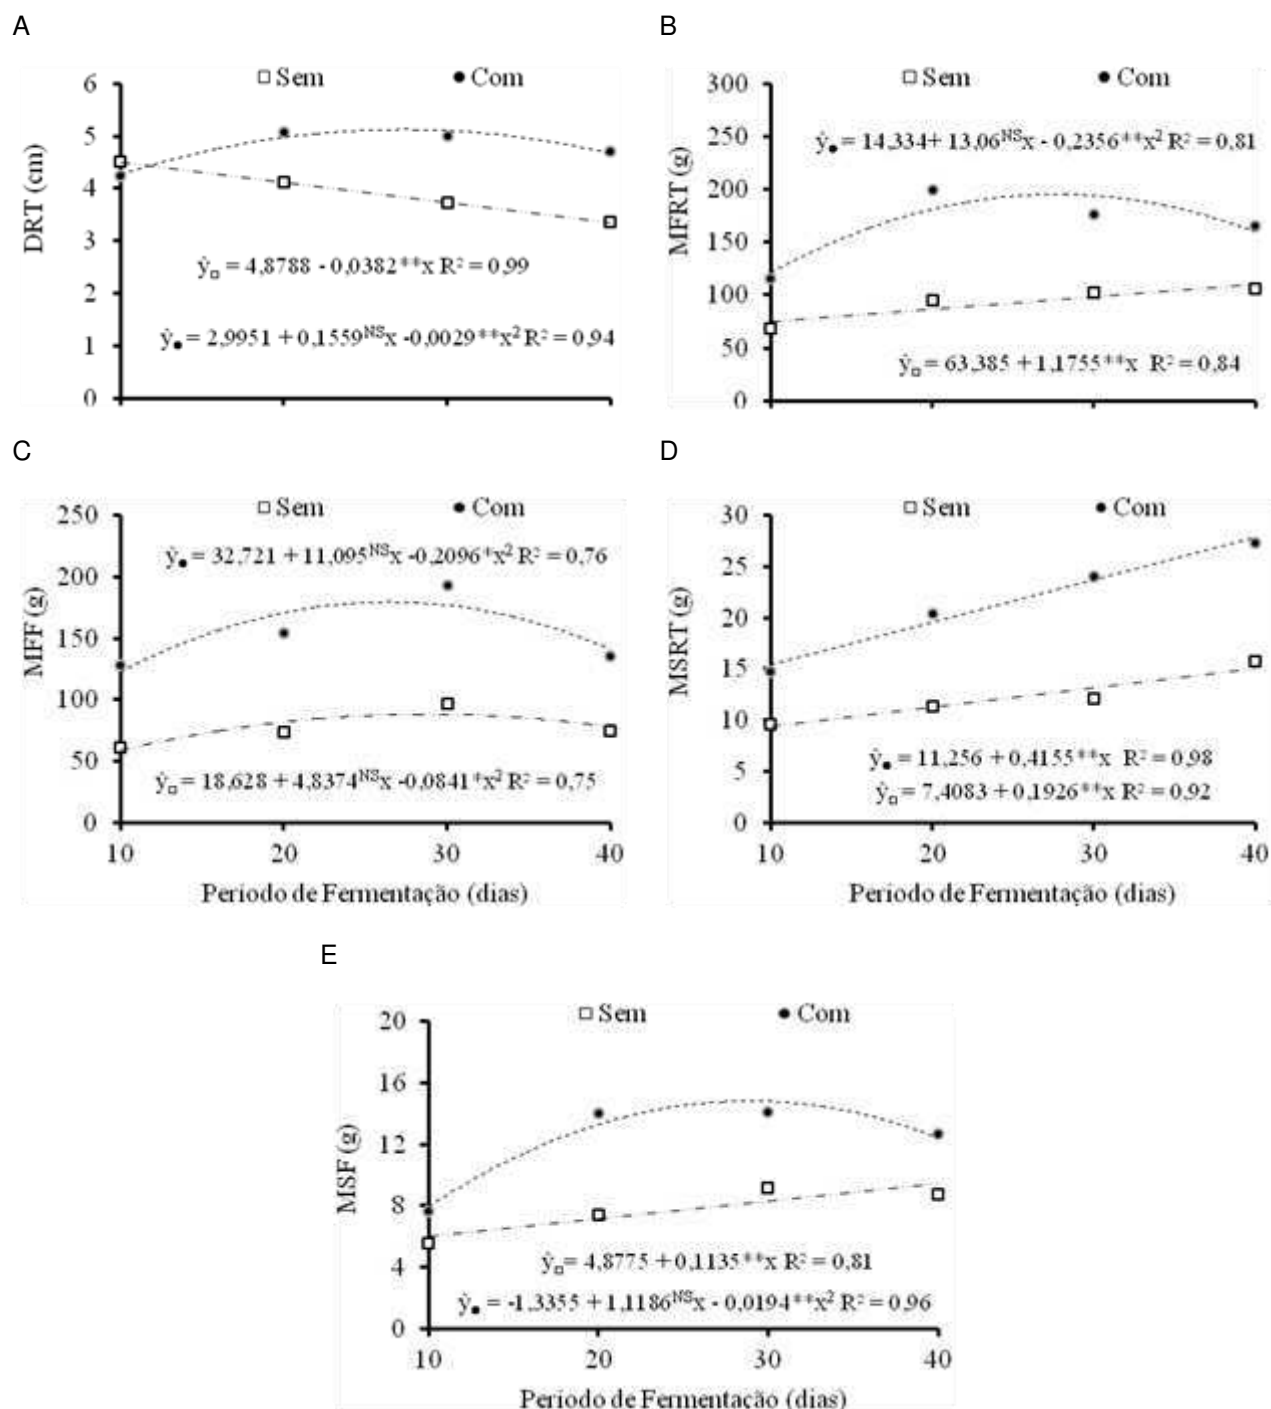 A
Sem Com
6
5
4
3
2
1
0
DRT (cm)
ŷ□ = 4,8788 - 0,0382**x R² = 0,99
ŷ● = 2,9951 + 0,1559ᴺˢx -0,0029**x² R² = 0,94
B
Sem Com
300
250
200
150
100
50
0
MFRT (g)
ŷ● = 14,334+ 13,06ᴺˢx - 0,2356**x² R² = 0,81
ŷ□ = 63,385 + 1,1755**x R² = 0,84
C
Sem Com
250
200
150
100
50
0
MFF (g)
ŷ● = 32,721 + 11,095ᴺˢx -0,2096*x² R² = 0,76
ŷ□ = 18,628 + 4,8374ᴺˢx -0,0841*x² R² = 0,75
10 20 30 40
Período de Fermentação (dias)
D
Sem Com
30
25
20
15
10
5
0
MSRT (g)
ŷ● = 11,256 + 0,4155**x R² = 0,98
ŷ□ = 7,4083 + 0,1926**x R² = 0,92
10 20 30 40
Período de Fermentação (dias)
E
Sem Com
20
16
12
8
4
0
MSF (g)
ŷ□ = 4,8775 + 0,1135**x R² = 0,81
ŷ● = -1,3355 + 1,1186ᴺˢx - 0,0194**x² R² = 0,96
10 20 30 40
Período de Fermentação (dias)